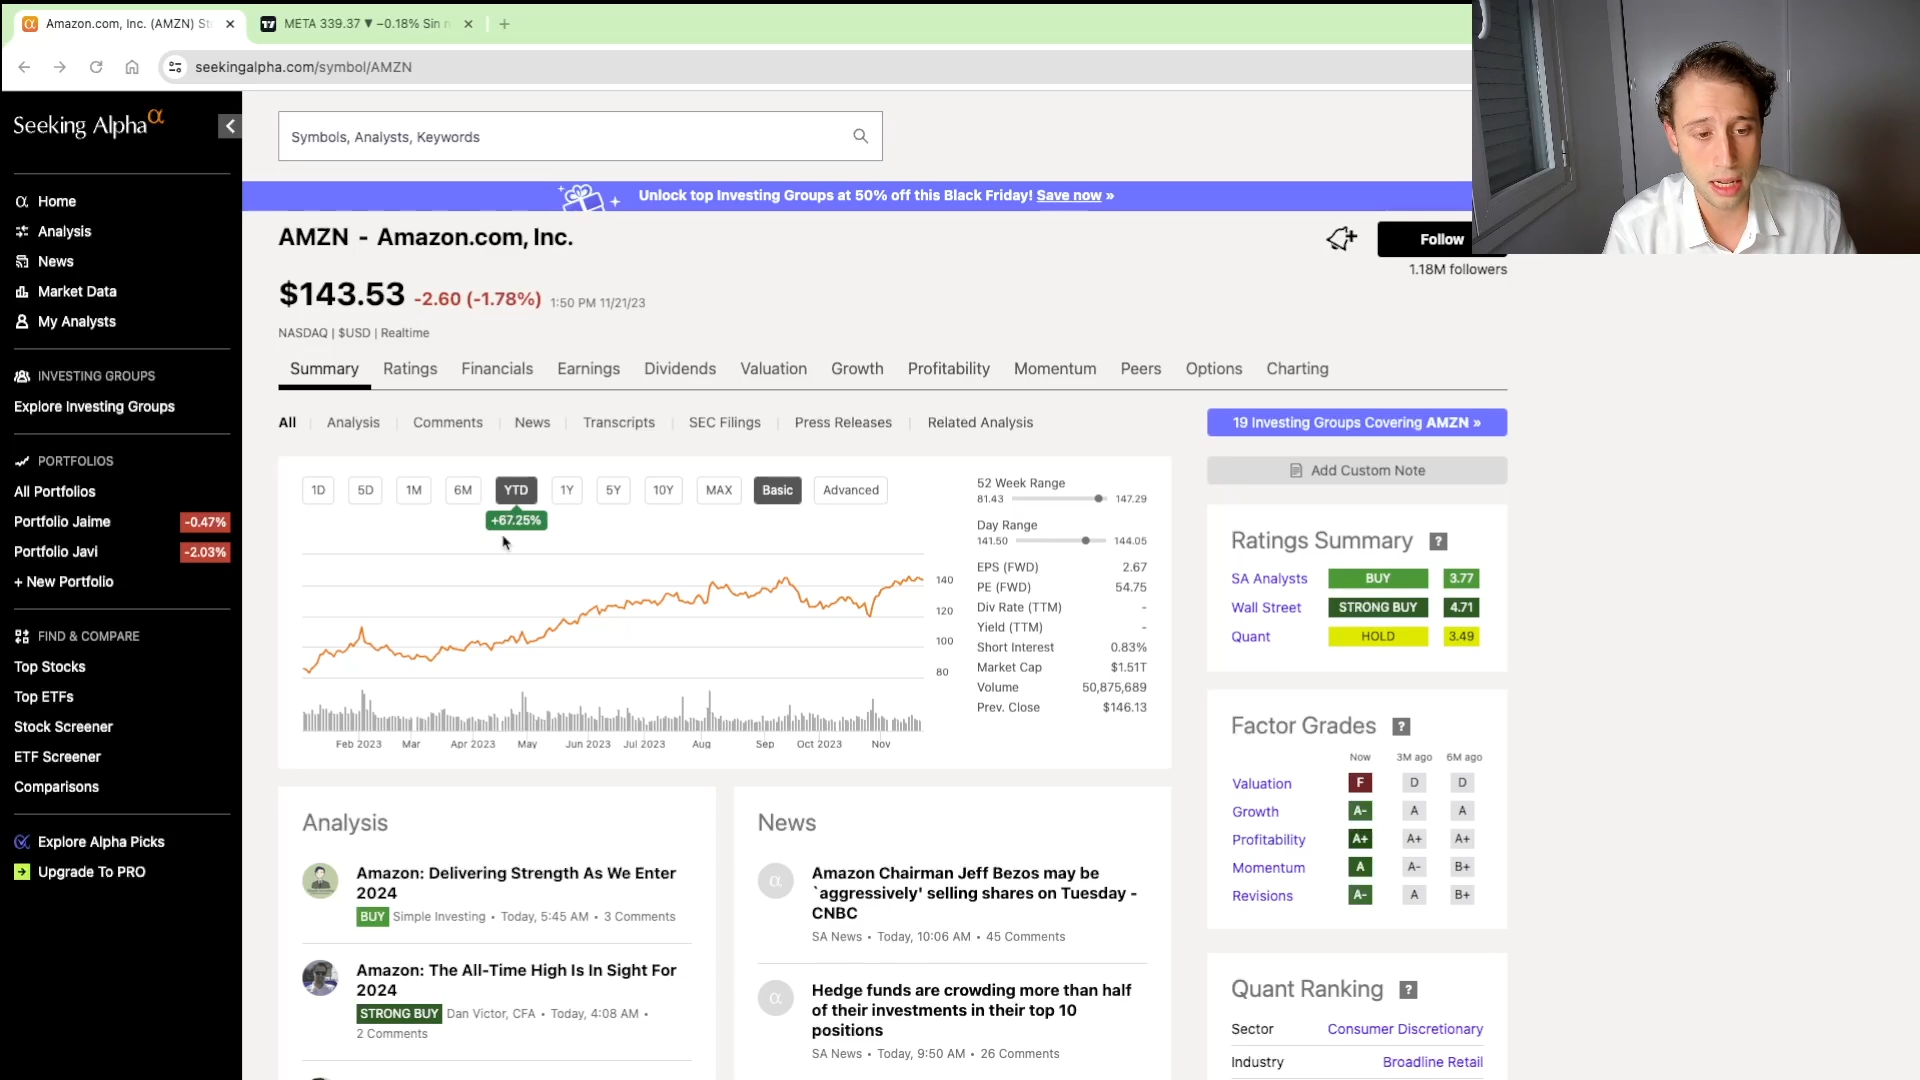 Amazon.com, Inc. (AMZN) St
META 339.37 ▼ −0.18% Sin n
seekingalpha.com/symbol/AMZN
Seeking Alpha α
Symbols, Analysts, Keywords
Unlock top Investing Groups at 50% off this Black Friday! Save now »
Home
Analysis
News
Market Data
My Analysts
INVESTING GROUPS
Explore Investing Groups
PORTFOLIOS
All Portfolios
Portfolio Jaime -0.47%
Portfolio Javi -2.03%
+ New Portfolio
FIND & COMPARE
Top Stocks
Top ETFs
Stock Screener
ETF Screener
Comparisons
Explore Alpha Picks
Upgrade To PRO
AMZN - Amazon.com, Inc.
Follow
1.18M followers
$143.53 -2.60 (-1.78%) 1:50 PM 11/21/23
NASDAQ | $USD | Realtime
Summary Ratings Financials Earnings Dividends Valuation Growth Profitability Momentum Peers Options Charting
All | Analysis | Comments | News | Transcripts | SEC Filings | Press Releases | Related Analysis
1D 5D 1M 6M YTD 1Y 5Y 10Y MAX Basic Advanced
+67.25%
140
120
100
80
Feb 2023 Mar Apr 2023 May Jun 2023 Jul 2023 Aug Sep Oct 2023 Nov
52 Week Range
81.43 147.29
Day Range
141.50 144.05
EPS (FWD) 2.67
PE (FWD) 54.75
Div Rate (TTM) -
Yield (TTM) -
Short Interest 0.83%
Market Cap $1.51T
Volume 50,875,689
Prev. Close $146.13
Analysis
Amazon: Delivering Strength As We Enter
2024
BUY Simple Investing • Today, 5:45 AM • 3 Comments
Amazon: The All-Time High Is In Sight For
2024
STRONG BUY Dan Victor, CFA • Today, 4:08 AM •
2 Comments
News
Amazon Chairman Jeff Bezos may be
`aggressively' selling shares on Tuesday -
CNBC
SA News • Today, 10:06 AM • 45 Comments
Hedge funds are crowding more than half
of their investments in their top 10
positions
SA News • Today, 9:50 AM • 26 Comments
19 Investing Groups Covering AMZN »
Add Custom Note
Ratings Summary ?
SA Analysts BUY 3.77
Wall Street STRONG BUY 4.71
Quant HOLD 3.49
Factor Grades ?
Now 3M ago 6M ago
Valuation F D D
Growth A- A A
Profitability A+ A+ A+
Momentum A A- B+
Revisions A- A B+
Quant Ranking ?
Sector Consumer Discretionary
Industry Broadline Retail